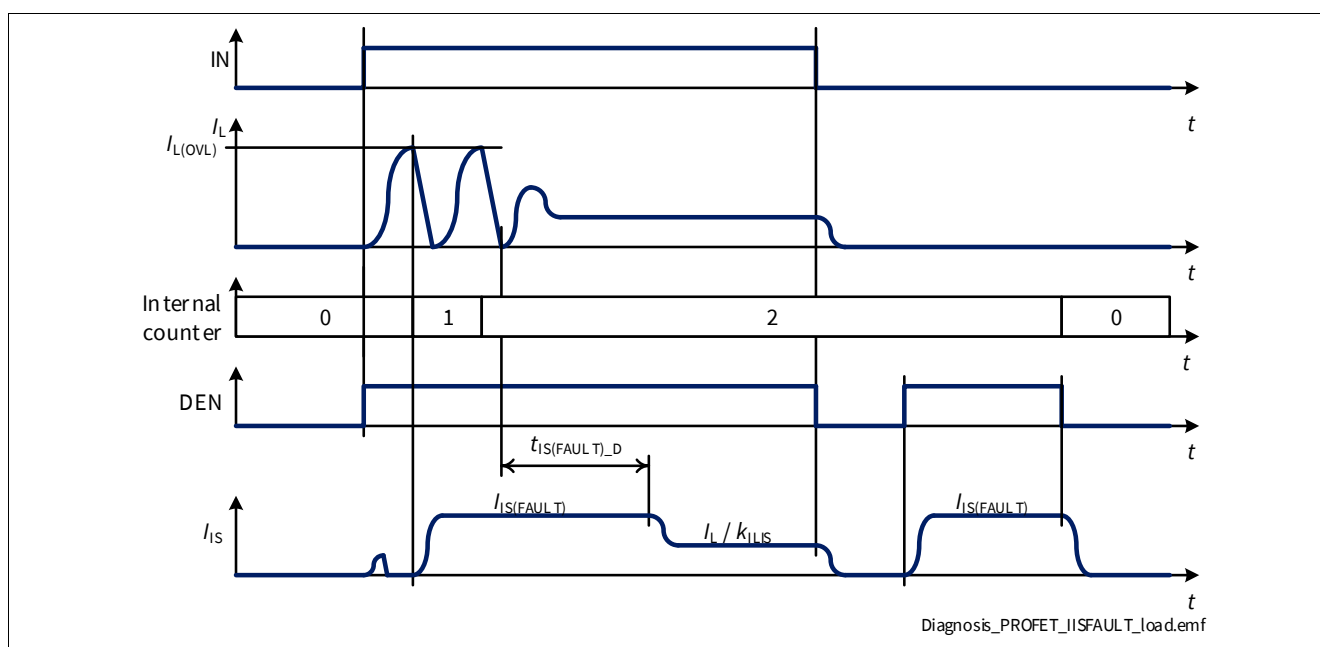 IN
t
I_L
I_L(OVL)
t
Internal
counter
0 1 2 0
t
DEN
t
t_IS(FAULT)_D
I_IS(FAULT) I_IS(FAULT)
I_IS
I_L / k_ILIS
t
Diagnosis_PROFET_IISFAULT_load.emf